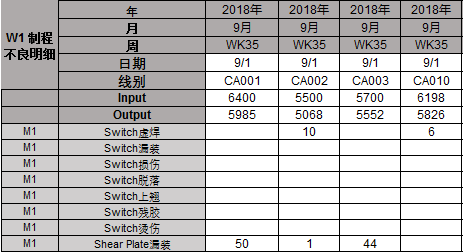 W1 制程
不良明细
年 2018年 2018年 2018年 2018年
月 9月 9月 9月 9月
周 WK35 WK35 WK35 WK35
日期 9/1 9/1 9/1 9/1
线别 CA001 CA002 CA003 CA010
Input 6400 5500 5700 6198
Output 5985 5068 5552 5826
M1 Switch虚焊 10 6
M1 Switch漏装
M1 Switch损伤
M1 Switch脱落
M1 Switch上翘
M1 Switch残胶
M1 Switch烫伤
M1 Shear Plate漏装 50 1 44